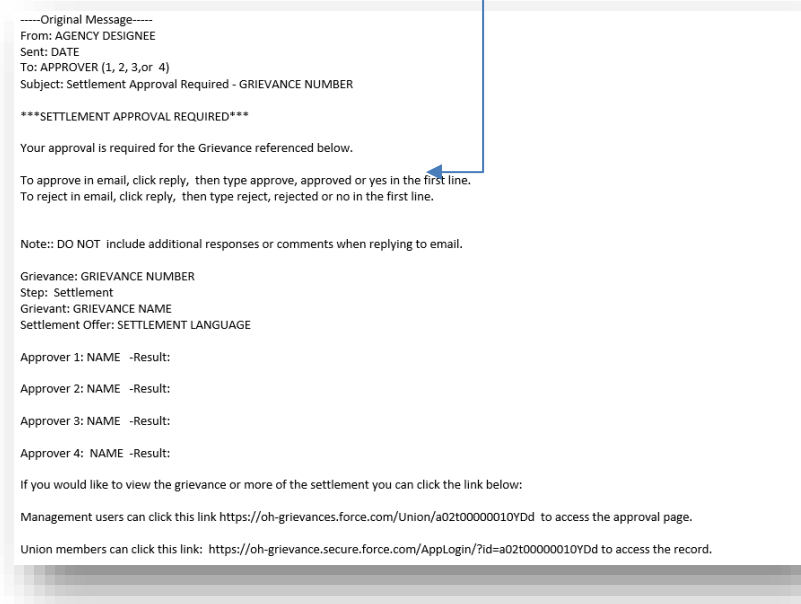 -----Original Message-----
From: AGENCY DESIGNEE
Sent: DATE
To: APPROVER (1, 2, 3,or  4)
Subject: Settlement Approval Required - GRIEVANCE NUMBER
***SETTLEMENT APPROVAL REQUIRED***
Your approval is required for the Grievance referenced below.
To approve in email, click reply,  then type approve, approved or yes in the first line.
To reject in email, click reply,  then type reject, rejected or no in the first line.
Note:: DO NOT  include additional responses or comments when replying to email.
Grievance: GRIEVANCE NUMBER
Step:  Settlement
Grievant: GRIEVANCE NAME
Settlement Offer: SETTLEMENT LANGUAGE
Approver 1: NAME   -Result:
Approver 2: NAME   -Result:
Approver 3: NAME   -Result:
Approver 4:  NAME  -Result:
If you would like to view the grievance or more of the settlement you can click the link below:
Management users can click this link https://oh-grievances.force.com/Union/a02t00000010YDd  to access the approval page.
Union members can click this link:  https://oh-grievance.secure.force.com/AppLogin/?id=a02t00000010YDd to access the record.